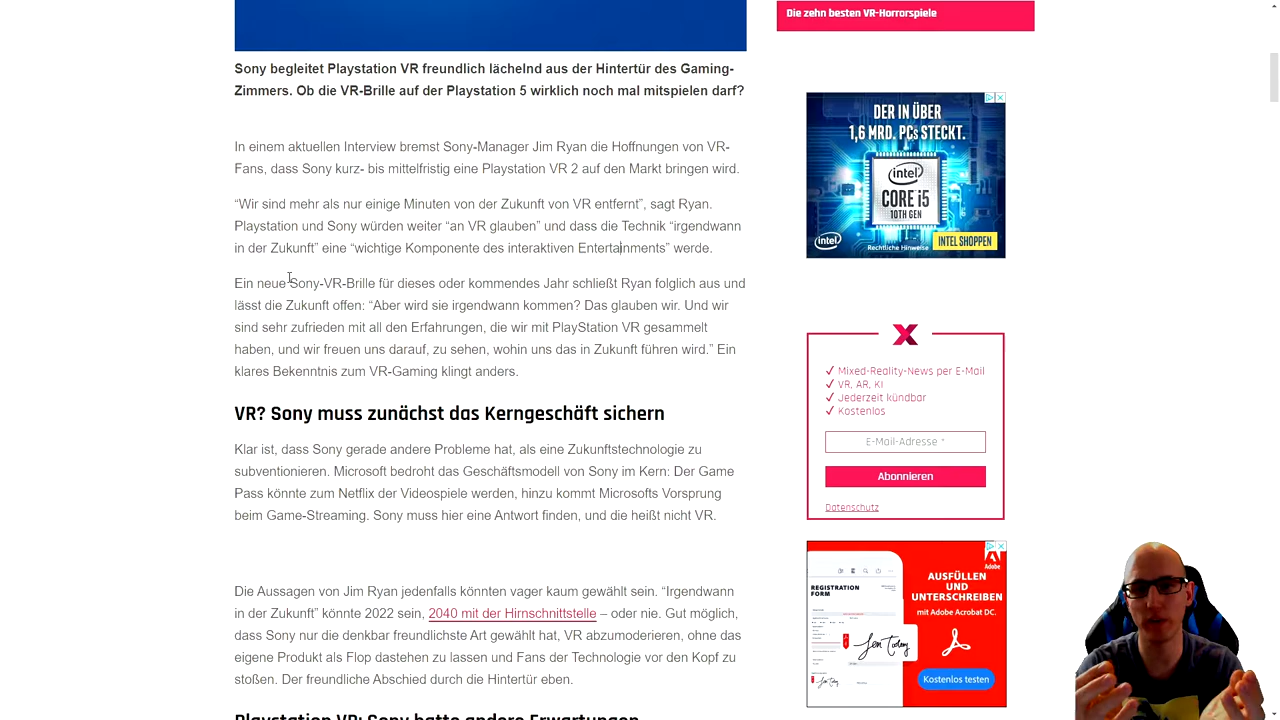 Die zehn besten VR-Horrorspiele
Sony begleitet Playstation VR freundlich lächelnd aus der Hintertür des Gaming-
Zimmers. Ob die VR-Brille auf der Playstation 5 wirklich noch mal mitspielen darf?
In einem aktuellen Interview bremst Sony-Manager Jim Ryan die Hoffnungen von VR-
Fans, dass Sony kurz- bis mittelfristig eine Playstation VR 2 auf den Markt bringen wird.
“Wir sind mehr als nur einige Minuten von der Zukunft von VR entfernt”, sagt Ryan.
Playstation und Sony würden weiter “an VR glauben” und dass die Technik “irgendwann
in der Zukunft” eine “wichtige Komponente des interaktiven Entertainments” werde.
Ein neue Sony-VR-Brille für dieses oder kommendes Jahr schließt Ryan folglich aus und
lässt die Zukunft offen: “Aber wird sie irgendwann kommen? Das glauben wir. Und wir
sind sehr zufrieden mit all den Erfahrungen, die wir mit PlayStation VR gesammelt
haben, und wir freuen uns darauf, zu sehen, wohin uns das in Zukunft führen wird.” Ein
klares Bekenntnis zum VR-Gaming klingt anders.
VR? Sony muss zunächst das Kerngeschäft sichern
Klar ist, dass Sony gerade andere Probleme hat, als eine Zukunftstechnologie zu
subventionieren. Microsoft bedroht das Geschäftsmodell von Sony im Kern: Der Game
Pass könnte zum Netflix der Videospiele werden, hinzu kommt Microsofts Vorsprung
beim Game-Streaming. Sony muss hier eine Antwort finden, und die heißt nicht VR.
Die Aussagen von Jim Ryan jedenfalls könnten vager kaum gewählt sein. “Irgendwann
in der Zukunft” könnte 2022 sein, 2040 mit der Hirnschnittstelle – oder nie. Gut möglich,
dass Sony nur die denkbar freundlichste Art gewählt hat, VR abzumoderieren, ohne das
eigene Produkt als Flop dastehen zu lassen und Fans der Technologie vor den Kopf zu
stoßen. Der freundliche Abschied durch die Hintertür eben.
Playstation VR: Sony hatte andere Erwartungen
DER IN ÜBER
1,6 MRD. PCs STECKT.
intel
CORE i5
10TH GEN
intel
Rechtliche Hinweise
INTEL SHOPPEN
X
Mixed-Reality-News per E-Mail
VR, AR, KI
Jederzeit kündbar
Kostenlos
E-Mail-Adresse *
Abonnieren
Datenschutz
REGISTRATION
FORM
Adobe
AUSFÜLLEN
UND
UNTERSCHREIBEN
mit Adobe Acrobat DC.
Kostenlos testen